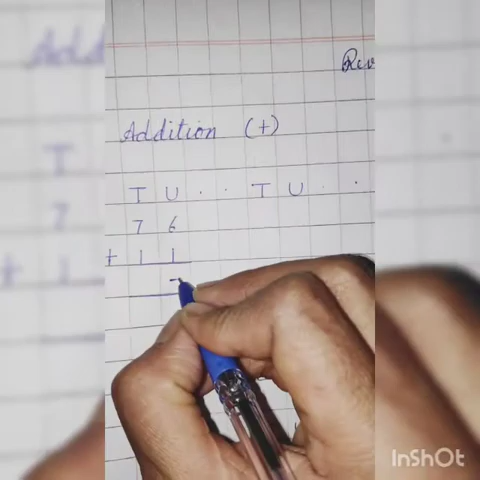 Addition (+)
T U . . T U . .
7 6
+ 1 1
InShOt